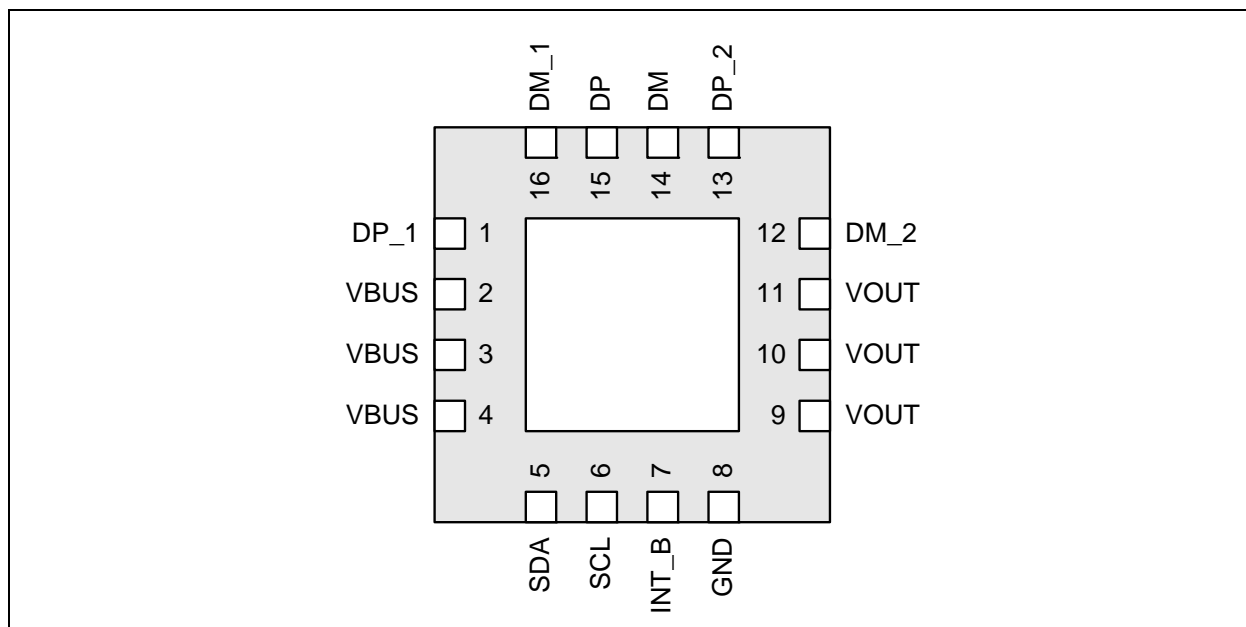 DM_1 DP DM DP_2
16 15 14 13
DP_1 1 12 DM_2
VBUS 2 11 VOUT
VBUS 3 10 VOUT
VBUS 4 9 VOUT
5 6 7 8
SDA SCL INT_B GND